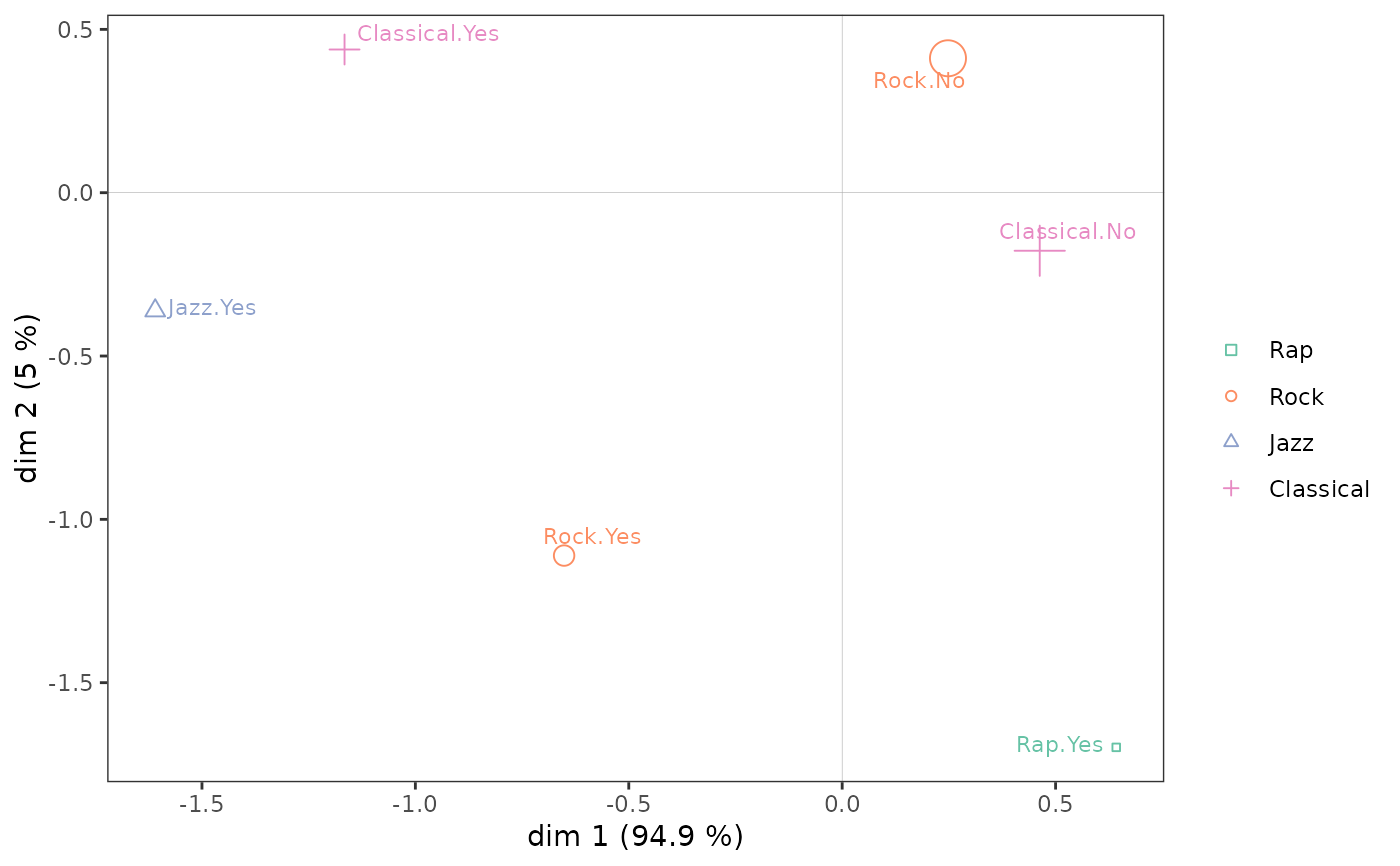 0.5
Classical.Yes
Rock.No
0.0
Classical.No
Jazz.Yes
-0.5
-1.0
Rock.Yes
-1.5
Rap.Yes
-1.5
-1.0
-0.5
0.0
0.5
dim 1 (94.9 %)
dim 2 (5 %)
Rap
Rock
Jazz
Classical